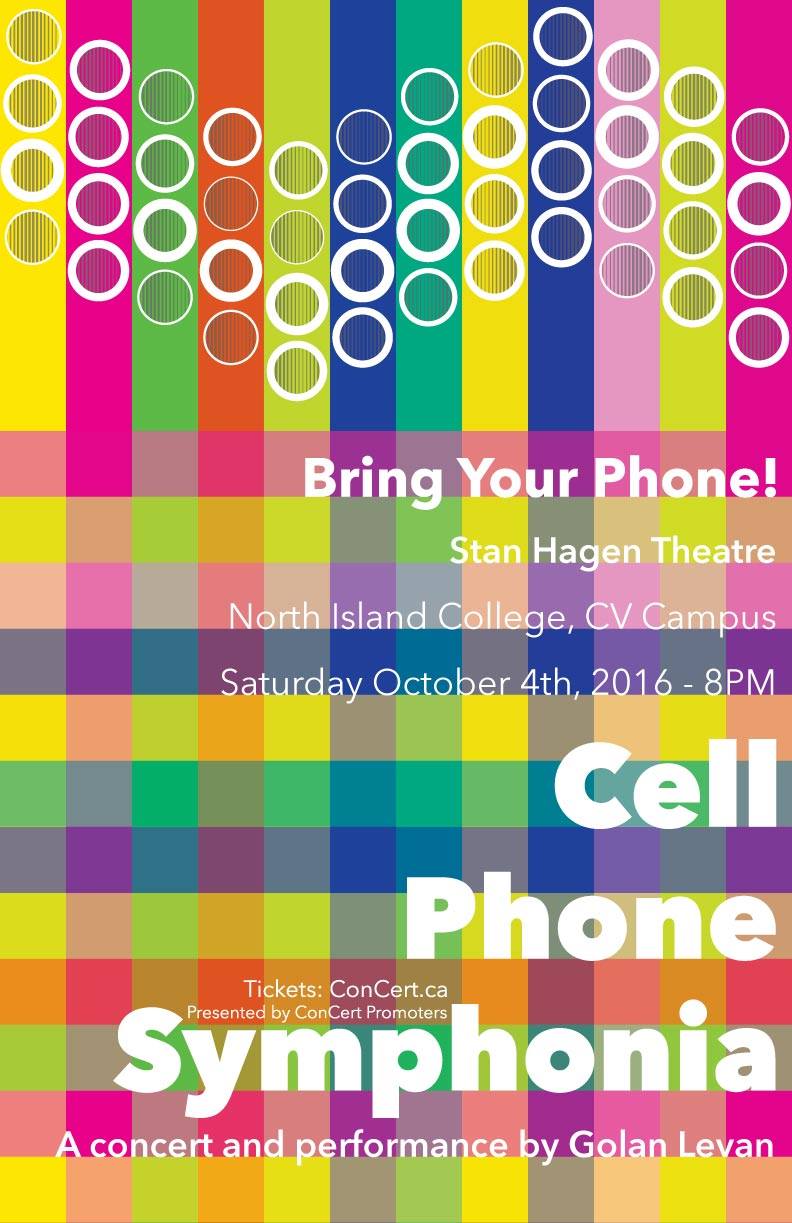 Bring Your Phone!
Stan Hagen Theatre
North Island College, CV Campus
Saturday October 4th, 2016 - 8PM
Cell
Phone
Tickets: ConCert.ca
Presented by ConCert Promoters
Symphonia
A concert and performance by Golan Levan